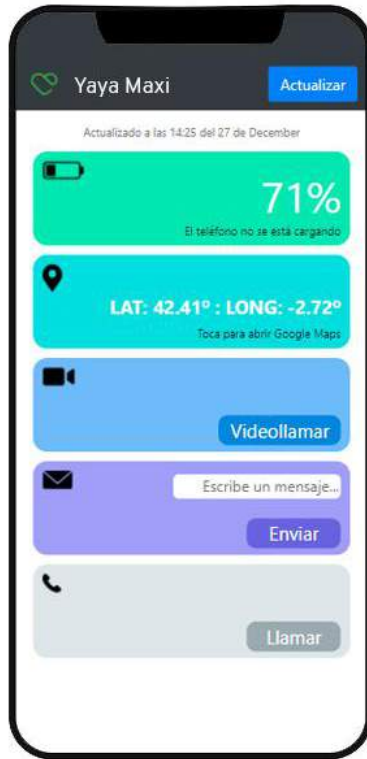 Yaya Maxi
Actualizar
Actualizado a las 14:25 del 27 de December
71%
El teléfono no se está cargando
LAT: 42.41º : LONG: -2.72º
Toca para abrir Google Maps
Videollamar
Escribe un mensaje...
Enviar
Llamar